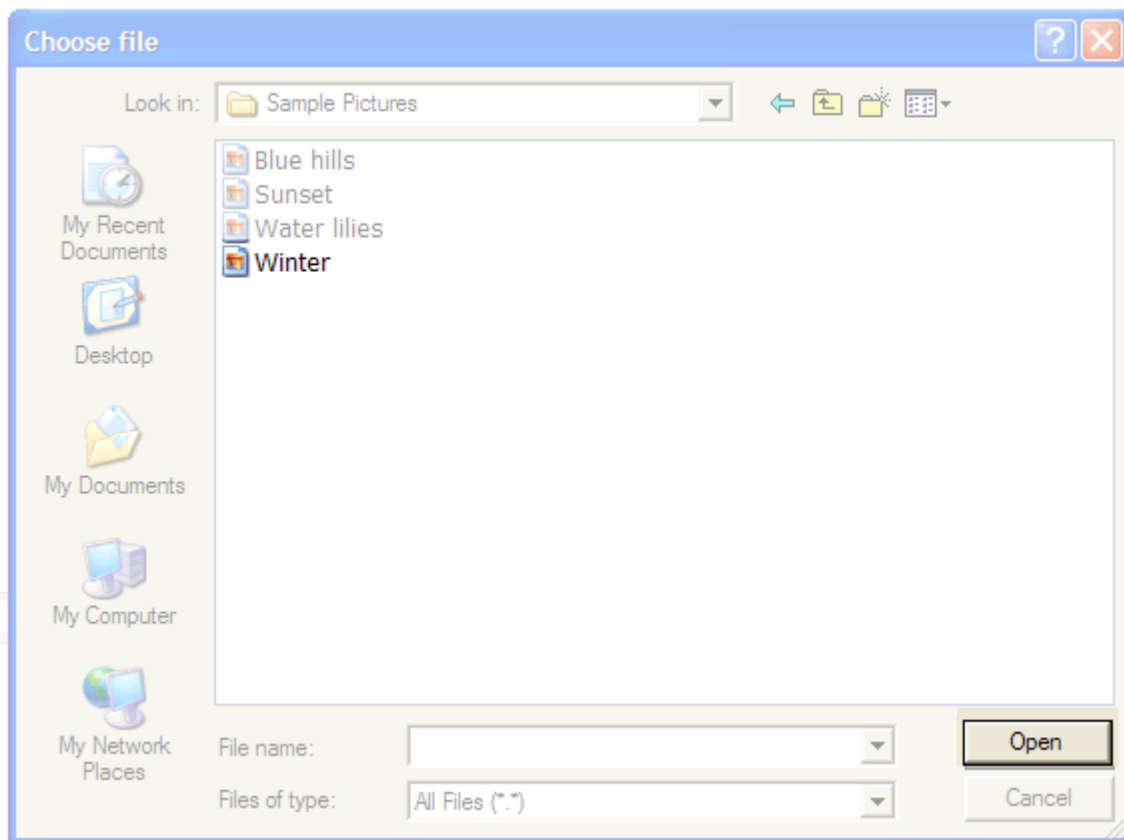 Choose file
?
Look in: Sample Pictures
Blue hills
Sunset
Water lilies
Winter
My Recent
Documents
Desktop
My Documents
My Computer
My Network
Places
File name:
Open
Files of type: All Files (*.*)
Cancel